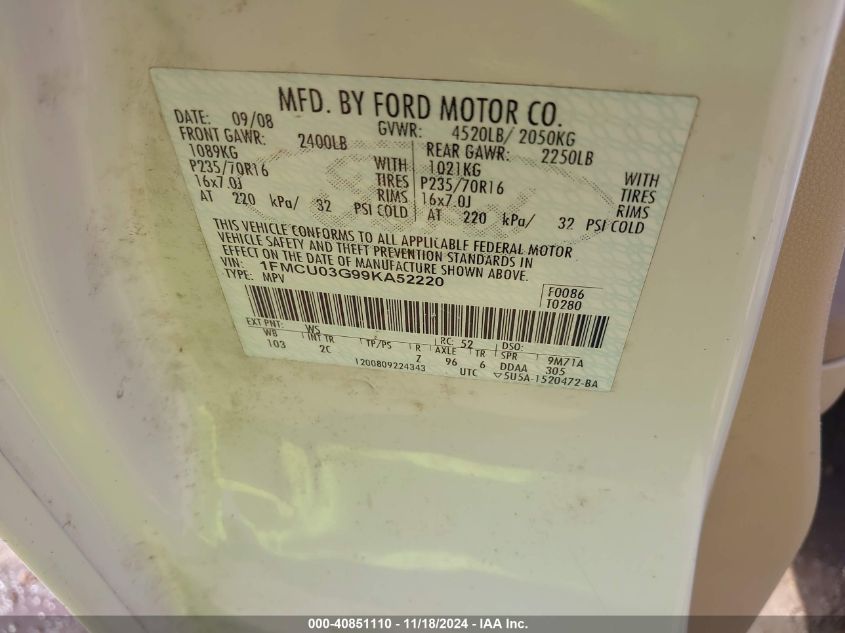 MFD. BY FORD MOTOR CO.
DATE: 09/08 GVWR: 4520LB/ 2050KG
FRONT GAWR: 2400LB REAR GAWR: 2250LB
1089KG WITH 1021KG WITH
P235/70R16 TIRES P235/70R16 TIRES
16x7.0J RIMS 16x7.0J RIMS
AT 220 kPa/ 32 PSI COLD AT 220 kPa/ 32 PSI COLD
THIS VEHICLE CONFORMS TO ALL APPLICABLE FEDERAL MOTOR
VEHICLE SAFETY AND THEFT PREVENTION STANDARDS IN
EFFECT ON THE DATE OF MANUFACTURE SHOWN ABOVE.
VIN: 1FMCU03G99KA52220
TYPE: MPV
F0086
T0280
EXT PNT: WS RC: 52 DSO:
WB INT TR TP/PS R AXLE TR SPR 9M71A
103 2C Z 96 6 DDAA 305
1200809224343 UTC ▽5U5A-1520472-BA
000-40851110 | 11/18/2024 - IAA Inc.